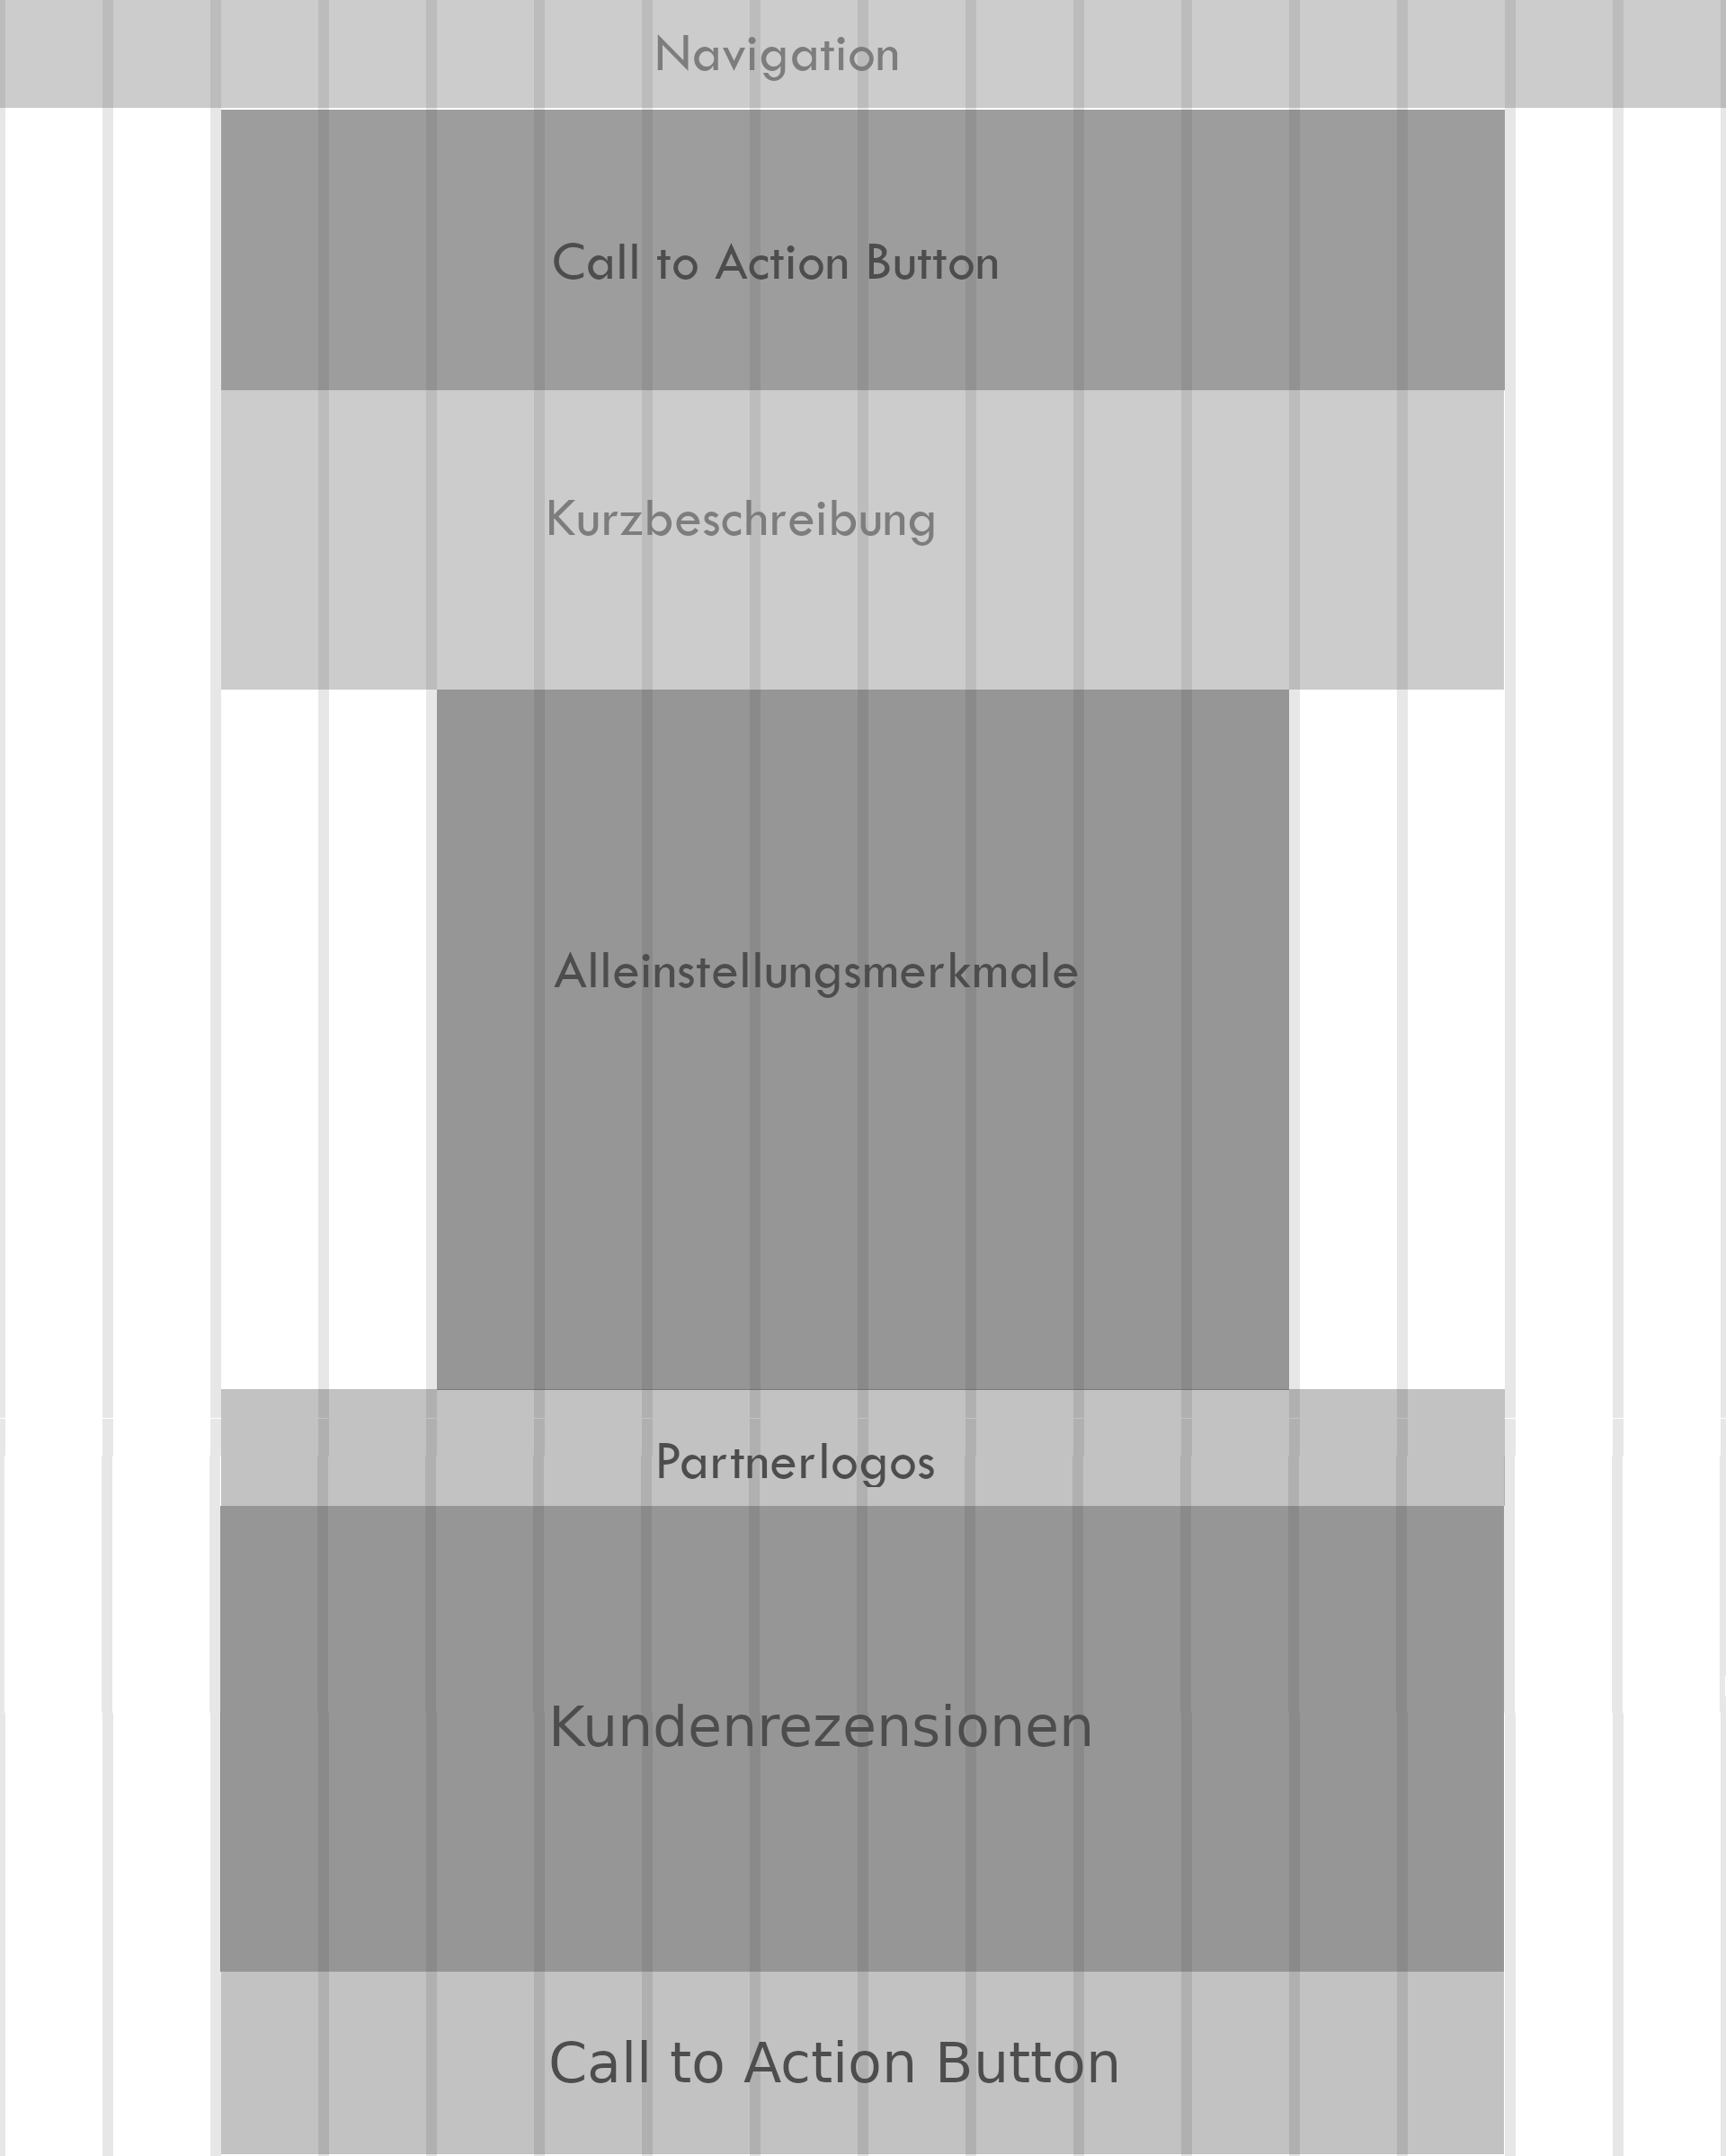 Navigation
Call to Action Button
Kurzbeschreibung
Alleinstellungsmerkmale
Partnerlogos
Kundenrezensionen
Call to Action Button